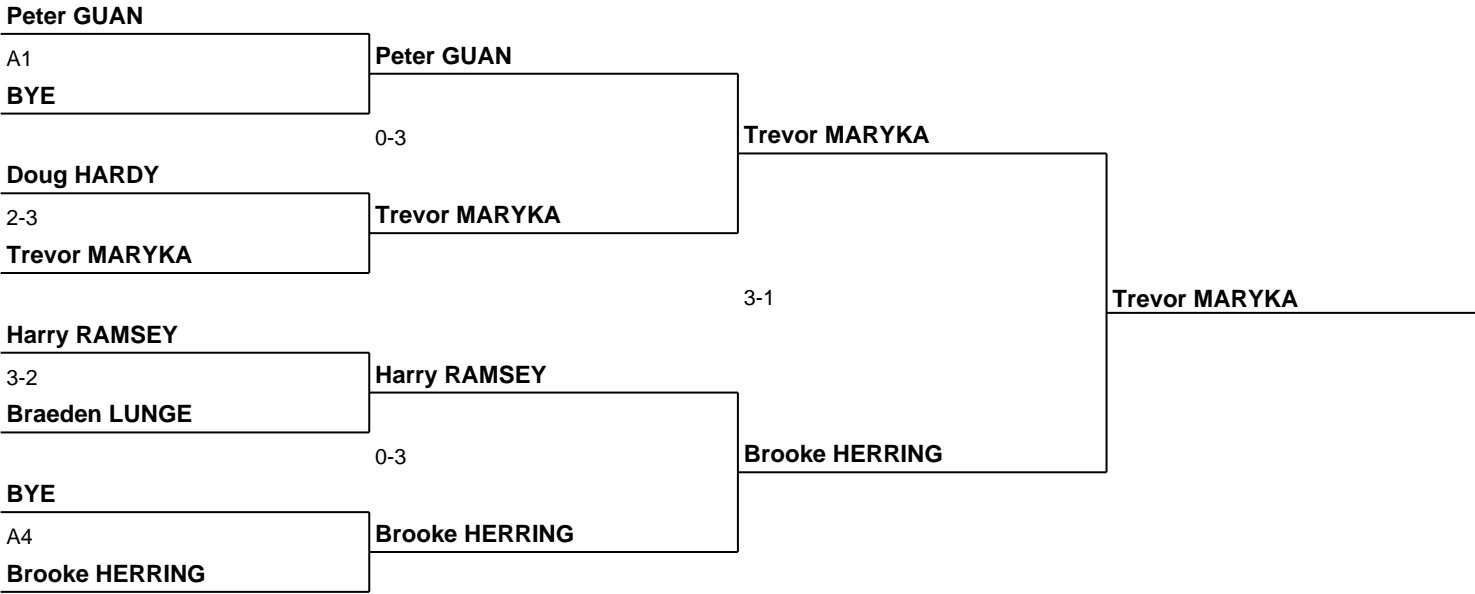 Peter GUAN
A1
Peter GUAN
BYE
0-3
Trevor MARYKA
Doug HARDY
2-3
Trevor MARYKA
Trevor MARYKA
3-1
Trevor MARYKA
Harry RAMSEY
3-2
Harry RAMSEY
Braeden LUNGE
0-3
Brooke HERRING
BYE
A4
Brooke HERRING
Brooke HERRING